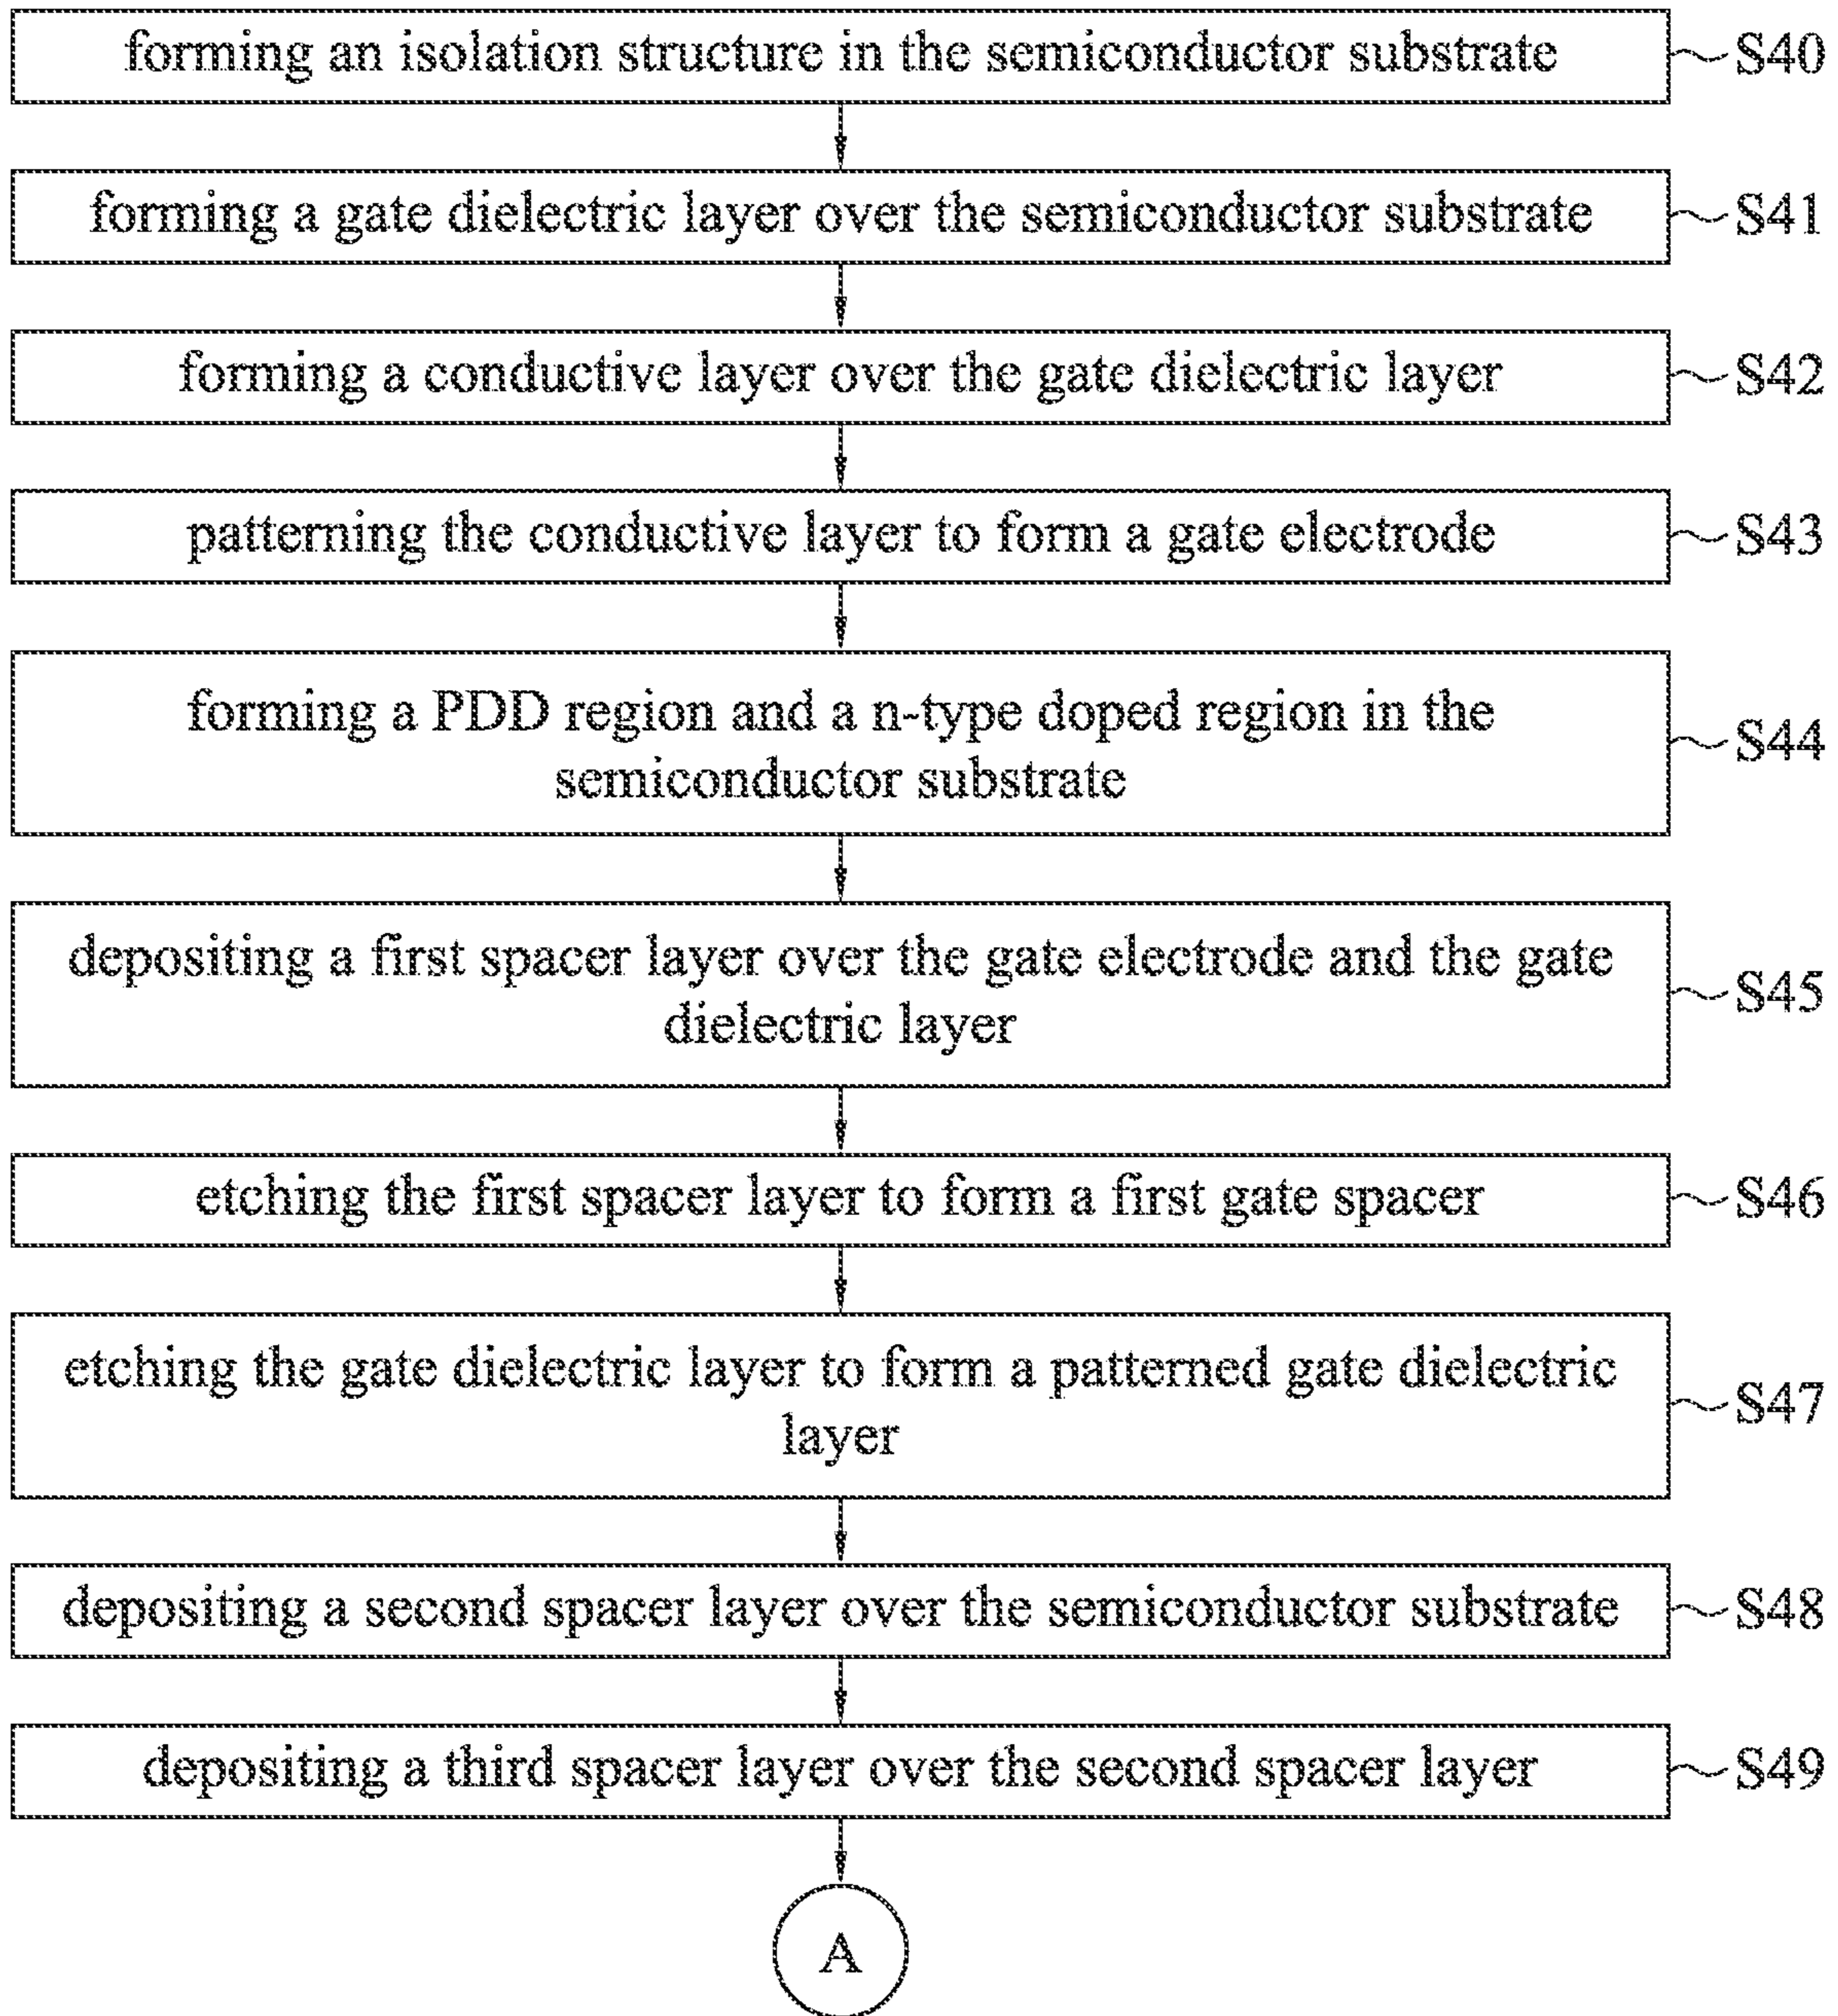 forming an isolation structure in the semiconductor substrate
S40
forming a gate dielectric layer over the semiconductor substrate
S41
forming a conductive layer over the gate dielectric layer
S42
patterning the conductive layer to form a gate electrode
S43
forming a PDD region and a n-type doped region in the
semiconductor substrate
S44
depositing a first spacer layer over the gate electrode and the gate
dielectric layer
S45
etching the first spacer layer to form a first gate spacer
S46
etching the gate dielectric layer to form a patterned gate dielectric
layer
S47
depositing a second spacer layer over the semiconductor substrate
S48
depositing a third spacer layer over the second spacer layer
S49
A